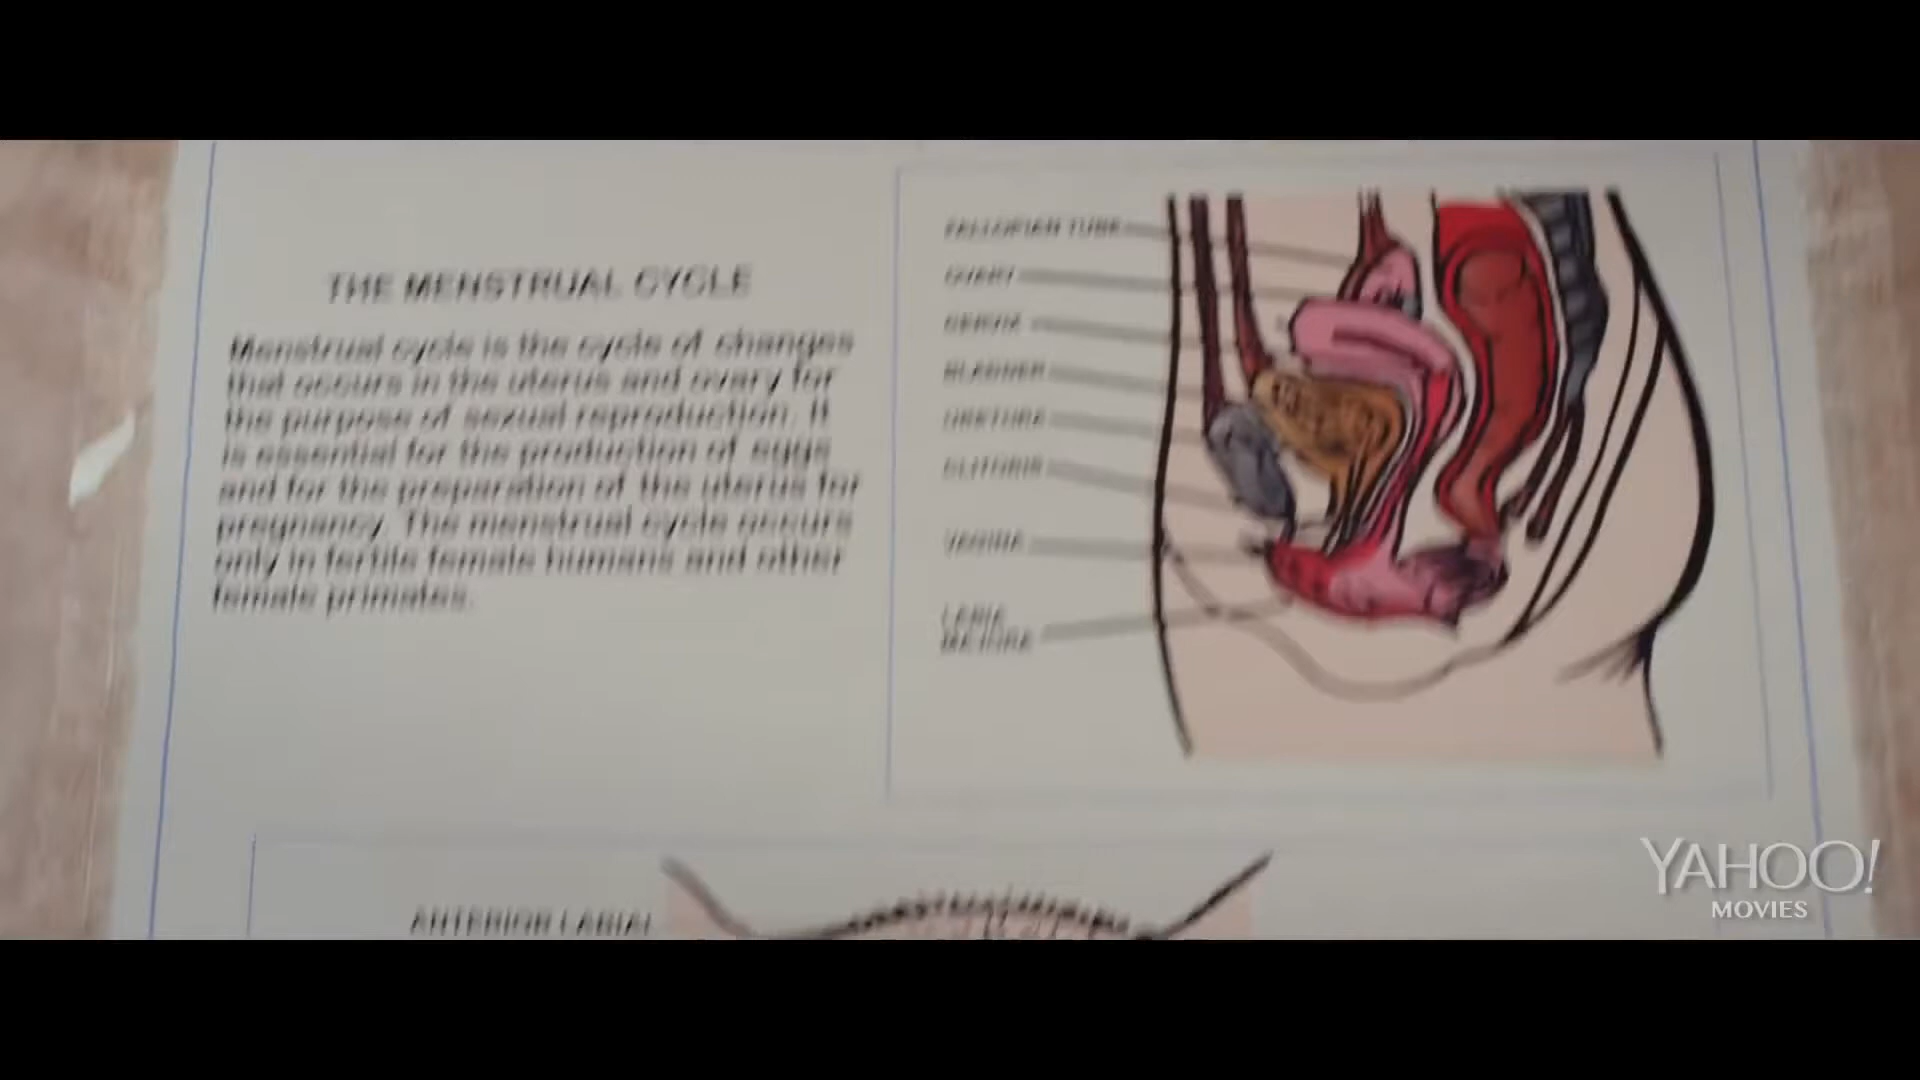 THE MENSTRUAL CYCLE
Menstrual cycle is the cycle of changes
that occurs in the uterus and ovary for
the purpose of sexual reproduction. It
is essential for the production of eggs
and for the preparation of the uterus for
pregnancy. The menstrual cycle occurs
only in fertile female humans and other
female primates.
FALLOPIAN TUBE
OVARY
CERVIX
BLADDER
CLITORIS
VAGINA
LABIA
ANTERIOR LABIAL
YAHOO!
MOVIES